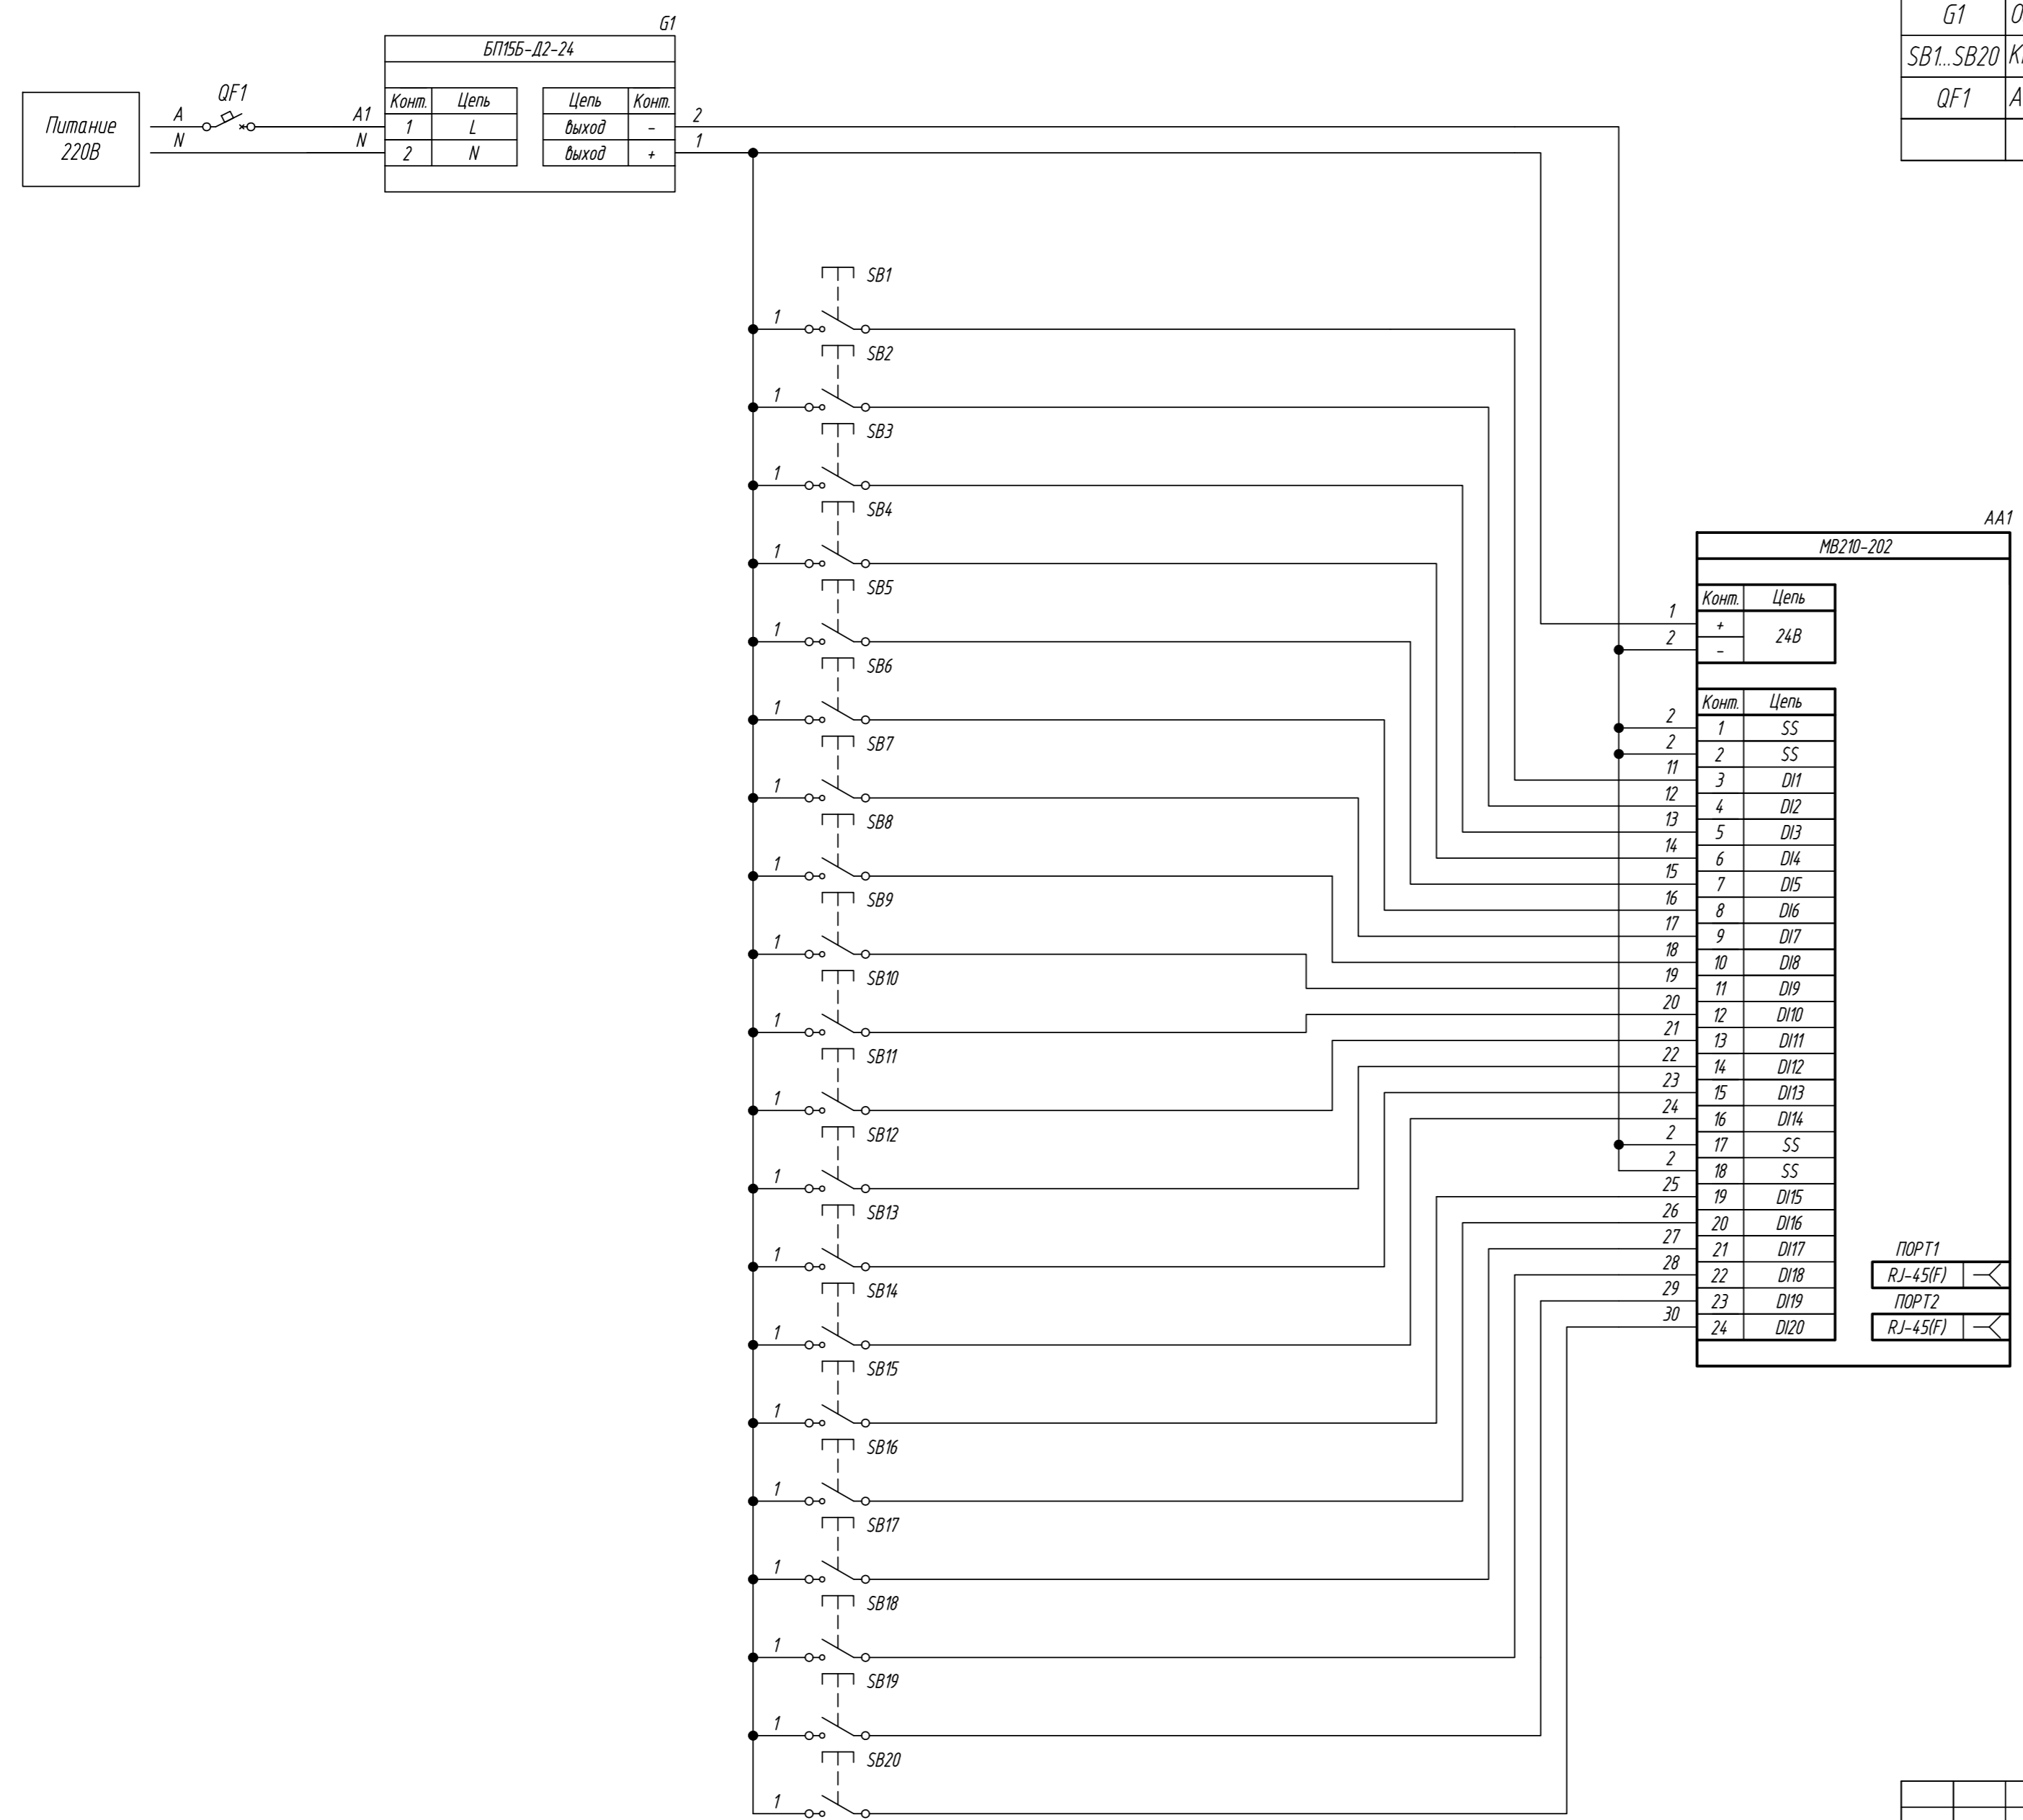 G1
БП15Б-Д2-24
Конт. Цепь Цепь Конт.
1 L выход -
2 N выход +
Питание
220В
A QF1 A1
N N
2
1
G1
SB1...SB20
QF1
SB1
1
SB2
1
SB3
1
SB4
1
SB5
1
SB6
1
SB7
1
SB8
1
SB9
1
SB10
1
SB11
1
SB12
1
SB13
1
SB14
1
SB15
1
SB16
1
SB17
1
SB18
1
SB19
1
SB20
1
AA1
МВ210-202
Конт. Цепь
1 + 24В
2 -
Конт. Цепь
2 1 SS
2 2 SS
11 3 DI1
12 4 DI2
13 5 DI3
14 6 DI4
15 7 DI5
16 8 DI6
17 9 DI7
18 10 DI8
19 11 DI9
20 12 DI10
21 13 DI11
22 14 DI12
23 15 DI13
24 16 DI14
2 17 SS
2 18 SS
25 19 DI15
26 20 DI16
27 21 DI17
28 22 DI18
29 23 DI19
30 24 DI20
ПОРТ1
RJ-45(F)
ПОРТ2
RJ-45(F)